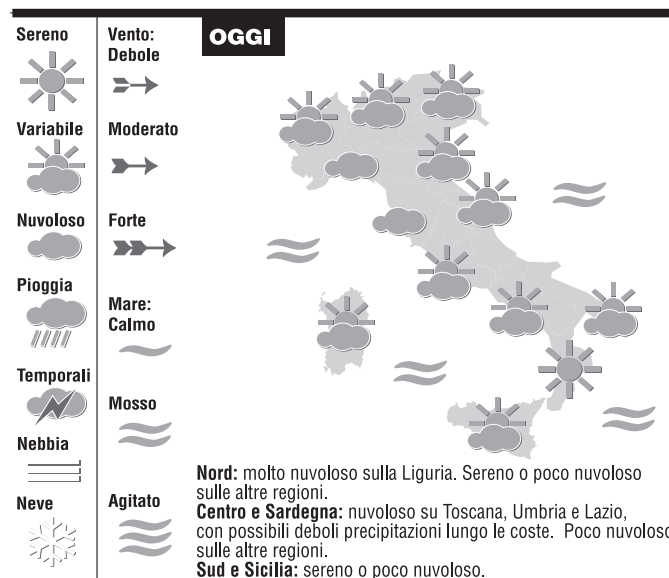 Sereno
Variabile
Nuvoloso
Pioggia
Temporali
Nebbia
Neve
Vento:
Debole
Moderato
Forte
Mare:
Calmo
Mosso
Agitato
OGGI
Nord: molto nuvoloso sulla Liguria. Sereno o poco nuvoloso
sulle altre regioni.
Centro e Sardegna: nuvoloso su Toscana, Umbria e Lazio,
con possibili deboli precipitazioni lungo le coste. Poco nuvoloso
sulle altre regioni.
Sud e Sicilia: sereno o poco nuvoloso.